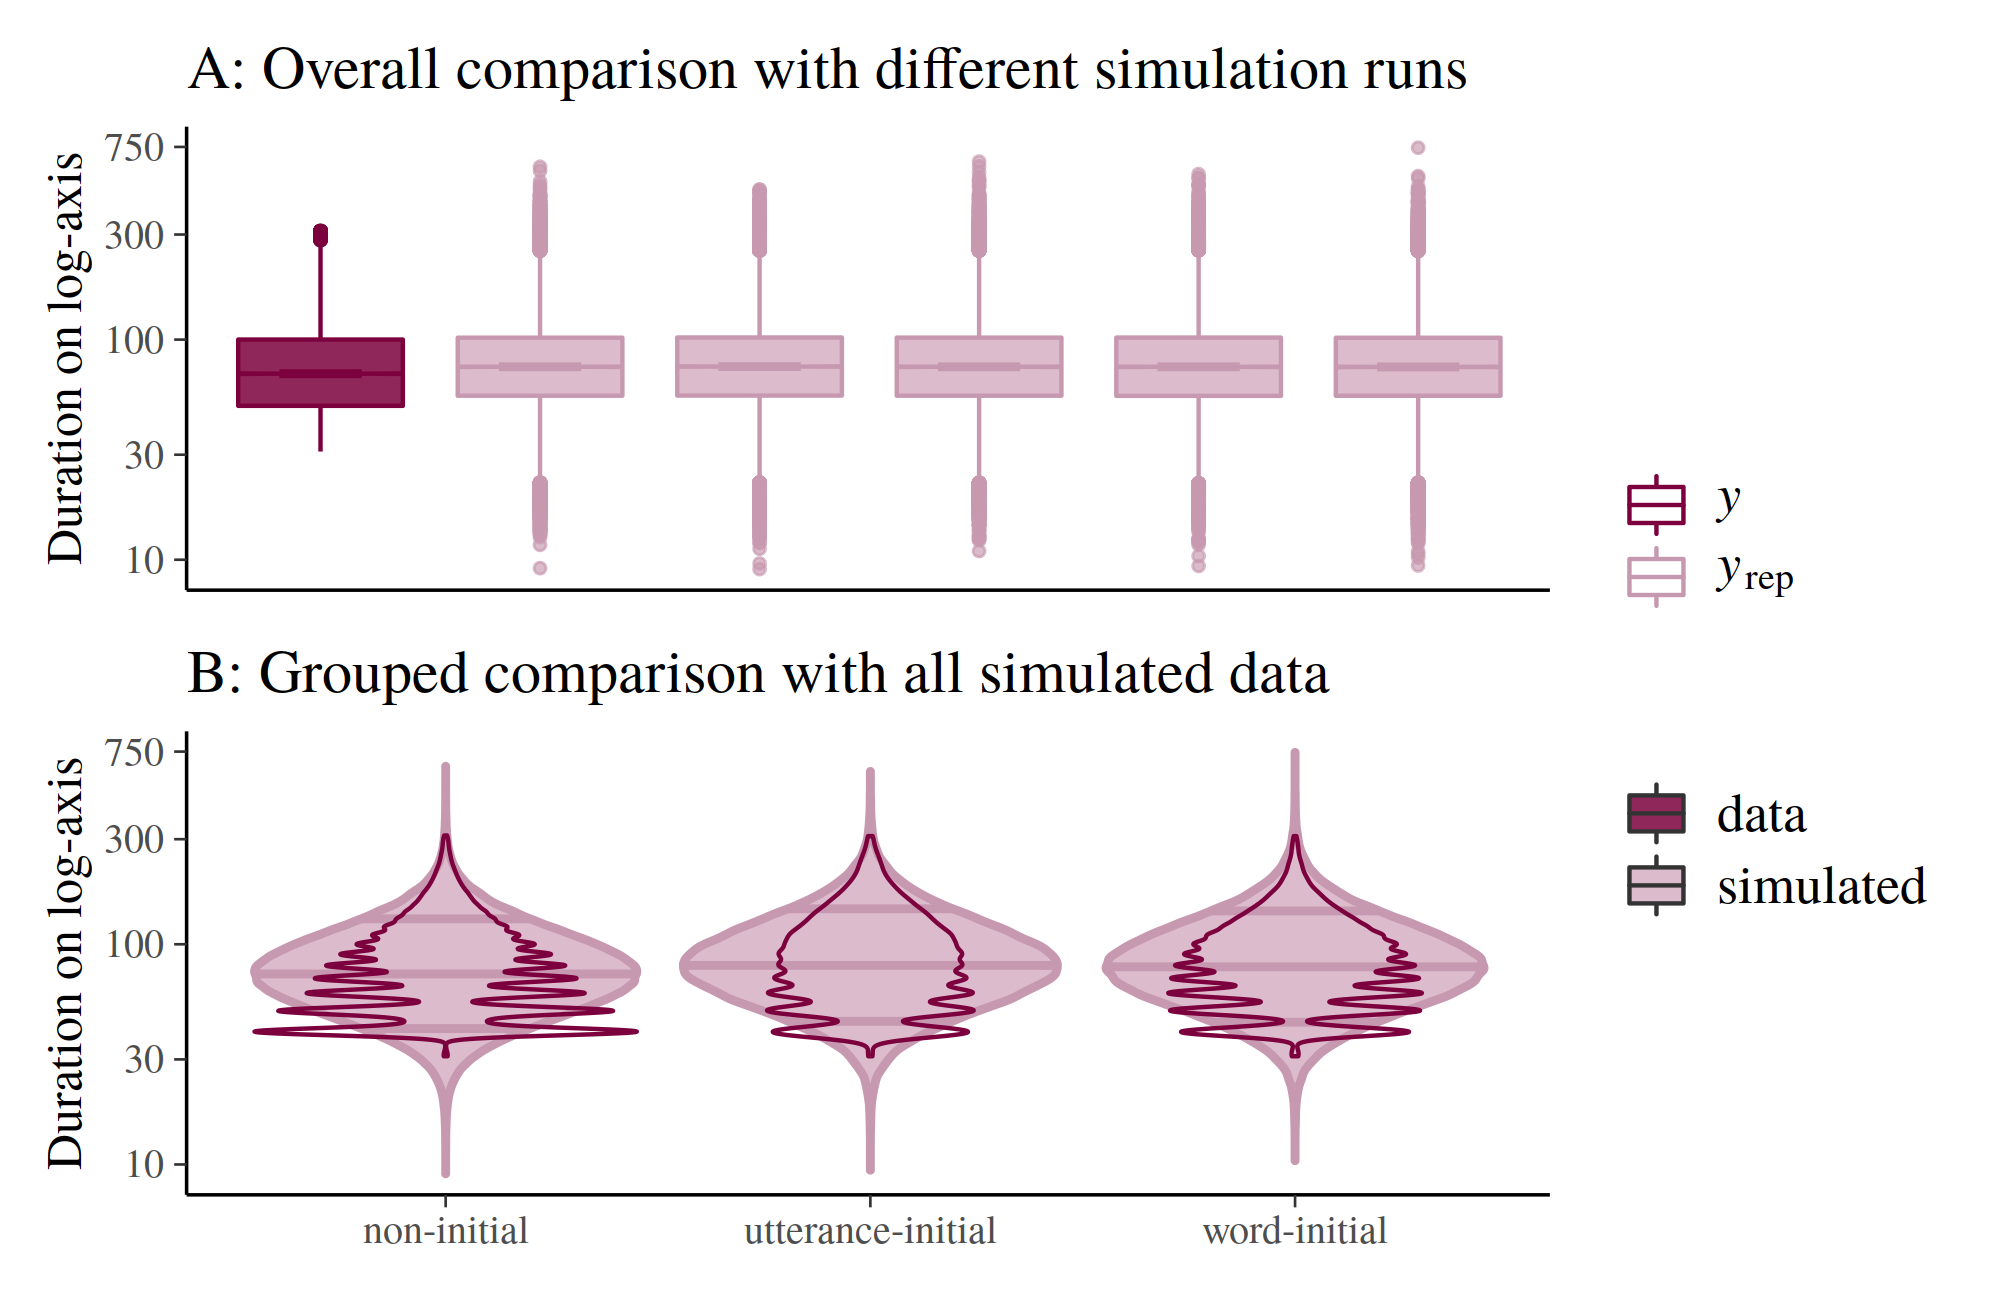 A: Overall comparison with different simulation runs
Duration on log-axis
750
300
100
30
10
y
yrep
B: Grouped comparison with all simulated data
Duration on log-axis
750
300
100
30
10
non-initial
utterance-initial
word-initial
data
simulated